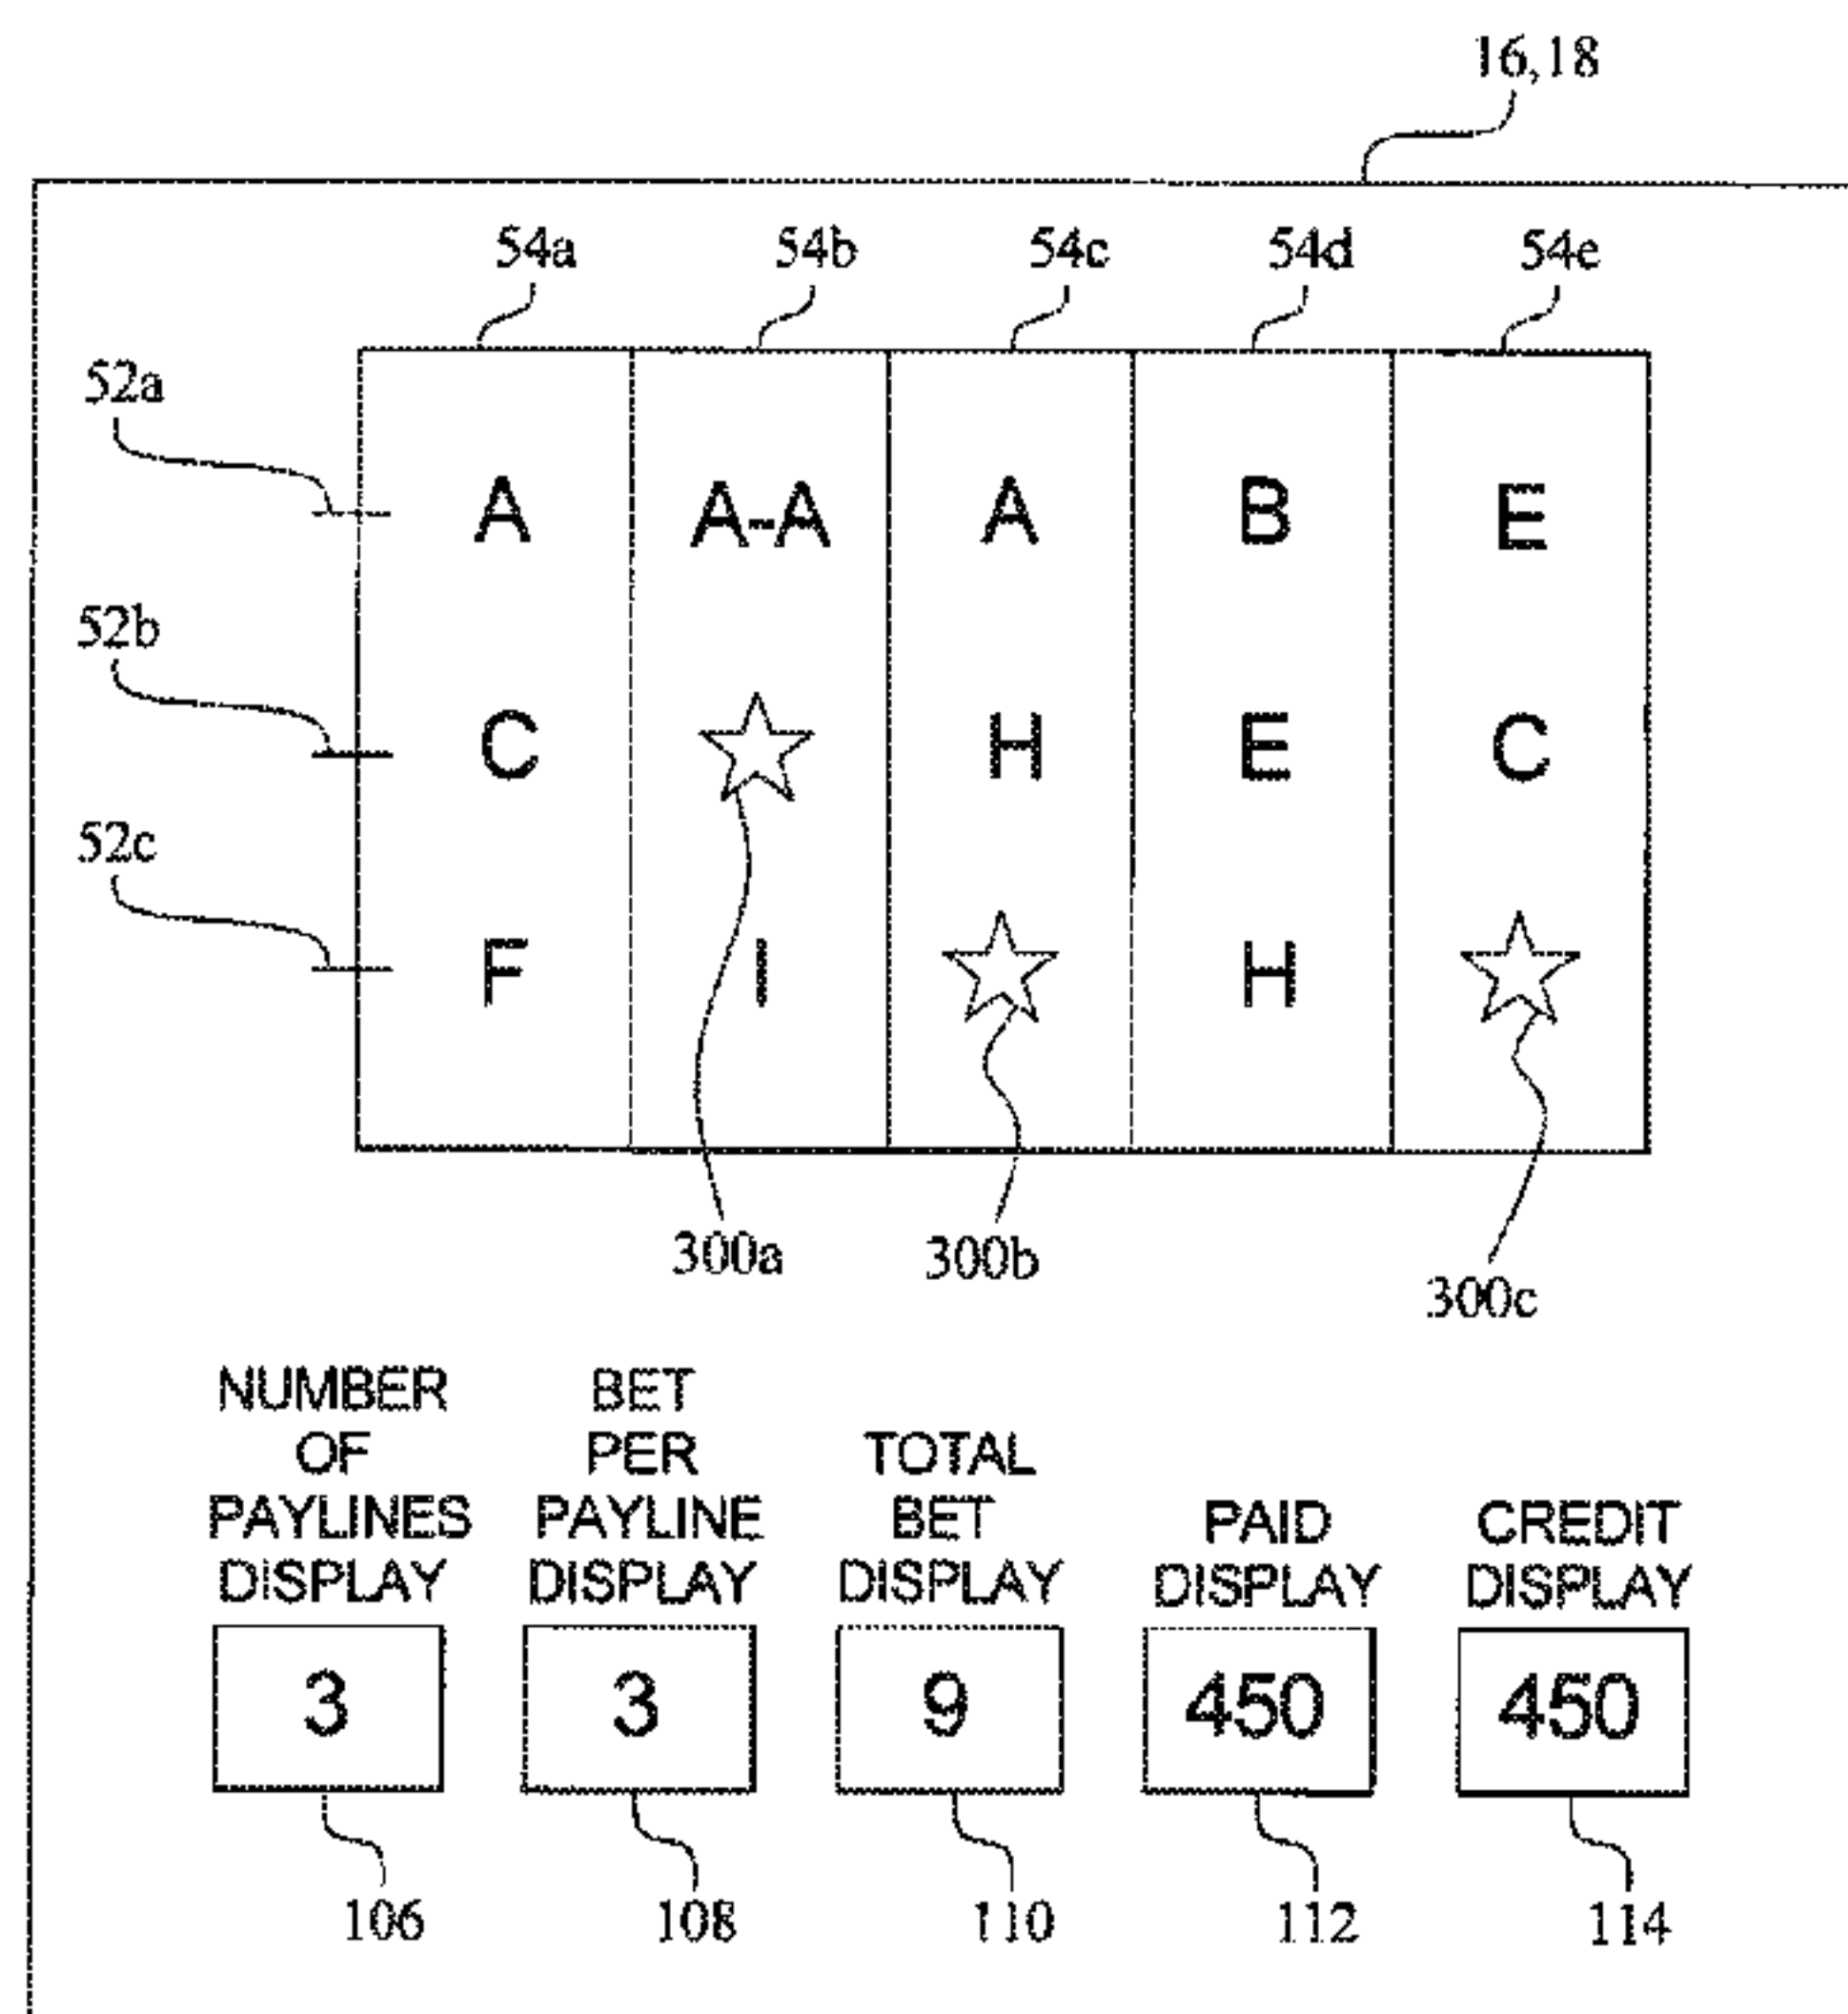 16,18
54a 54b 54c 54d 54e
52a
A A-A A B E
52b
C H E C
52c
F I H
300a 300b 300c
NUMBER OF PAYLINES DISPLAY
BET PER PAYLINE DISPLAY
TOTAL BET DISPLAY
PAID DISPLAY
CREDIT DISPLAY
3 3 9 450 450
106 108 110 112 114